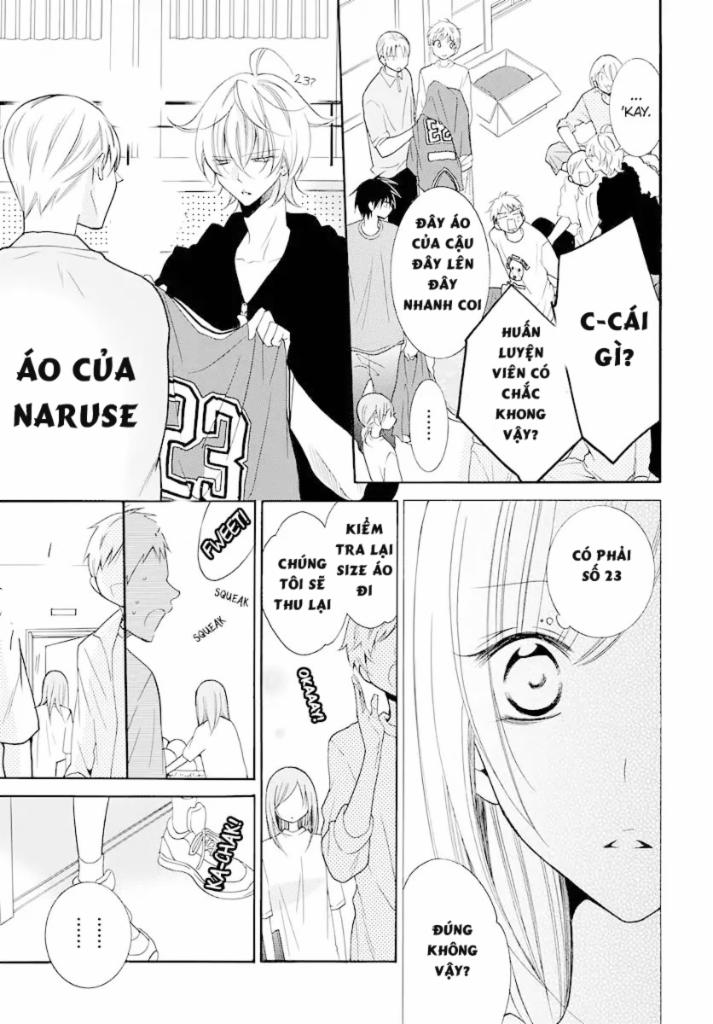 ...
'KAY.
C-CÁI
GÌ?
HUẤN
LUYỆN
VIÊN CÓ
CHẮC
KHONG
VẬY?
ĐÂY ÁO
CỦA CẬU
ĐÂY LÊN
ĐÂY
NHANH COI
......
23
23?
ÁO CỦA
NARUSE
23
CÓ PHẢI
SỐ 23
ĐÚNG
KHÔNG
VẬY?
KIỂM
TRA LẠI
SIZE ÁO
ĐI
CHÚNG
TÔI SẼ
THU LẠI
OKAAAY!
FWEET!
SQUEAK
SQUEAK
KA-CHAK!
......